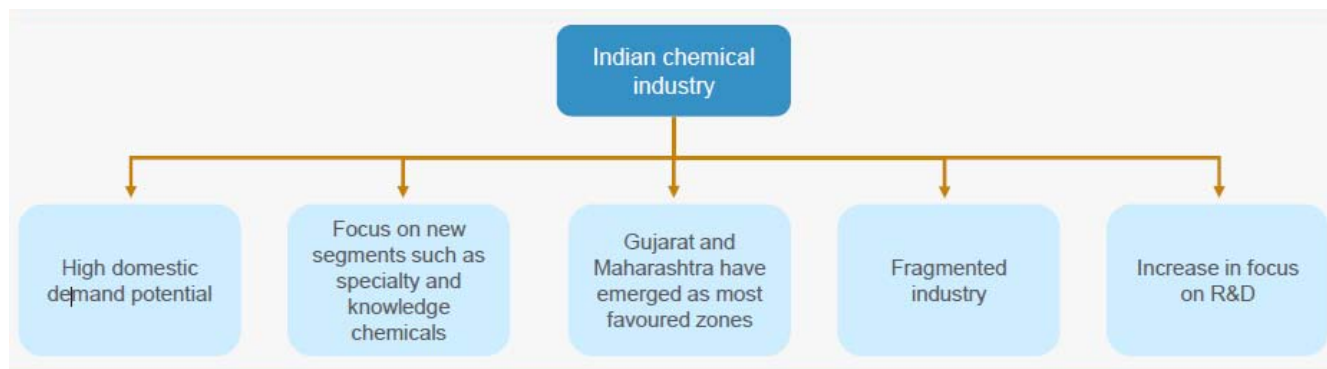 Indian chemical
industry
High domestic
demand potential
Focus on new
segments such as
specialty and
knowledge
chemicals
Gujarat and
Maharashtra have
emerged as most
favoured zones
Fragmented
industry
Increase in focus
on R&D